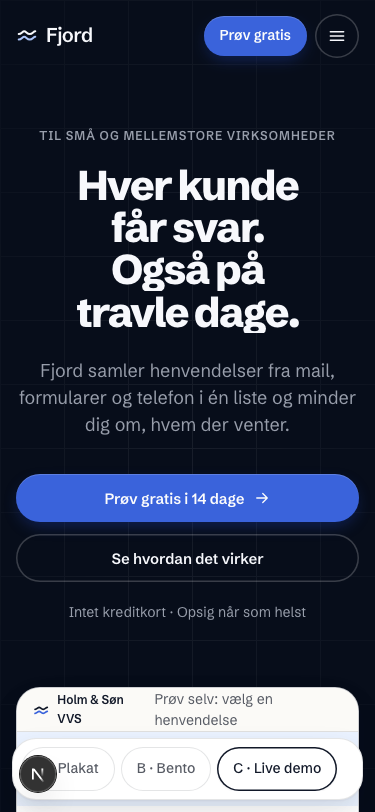 Fjord
Prøv gratis
TIL SMÅ OG MELLEMSTORE VIRKSOMHEDER
Hver kunde
får svar.
Også på
travle dage.
Fjord samler henvendelser fra mail,
formularer og telefon i én liste og minder
dig om, hvem der venter.
Prøv gratis i 14 dage →
Se hvordan det virker
Intet kreditkort · Opsig når som helst
Holm & Søn
VVS
Prøv selv: vælg en
henvendelse
N
Plakat
B · Bento
C · Live demo